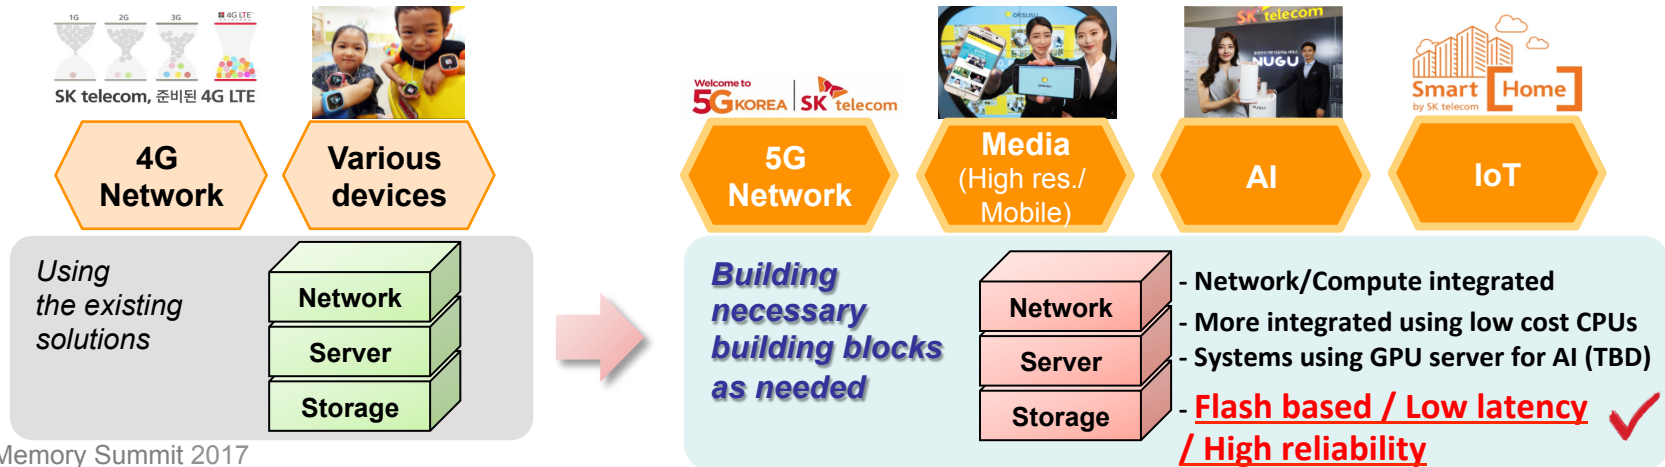 1G 2G 3G 4G LTE
SK telecom, 준비된 4G LTE
4G
Network
Various
devices
Using
the existing
solutions
Network
Server
Storage
Welcome to
5G KOREA SK telecom
OKSUSU
SK telecom
NUGU
Smart [Home]
by SK telecom
5G
Network
Media
(High res./
Mobile)
AI
IoT
Building
necessary
building blocks
as needed
Network
Server
Storage
- Network/Compute integrated
- More integrated using low cost CPUs
- Systems using GPU server for AI (TBD)
- Flash based / Low latency
/ High reliability
Memory Summit 2017